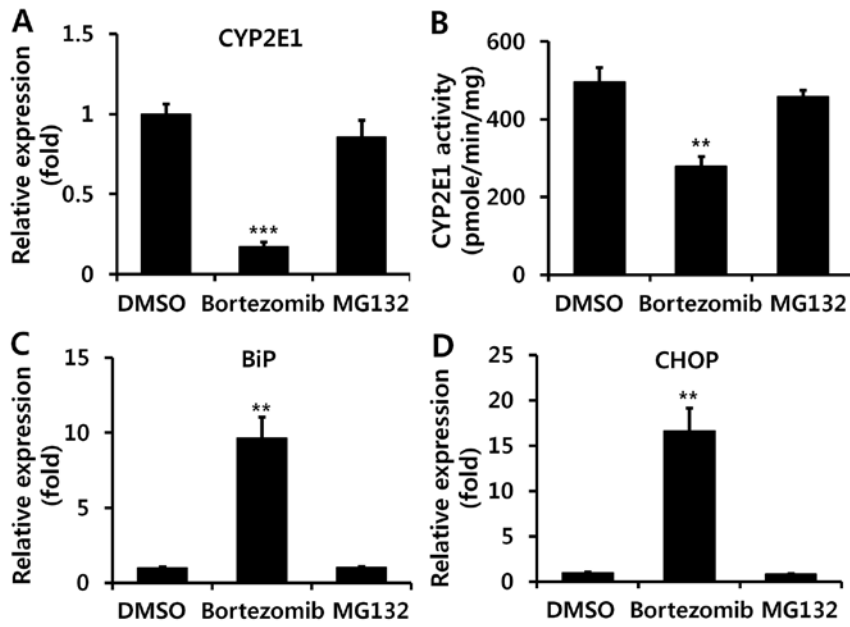 A
CYP2E1
Relative expression
(fold)
1.5
1
0.5
0
***
DMSO Bortezomib MG132
B
CYP2E1 activity
(pmole/min/mg)
600
400
200
0
**
DMSO Bortezomib MG132
C
BiP
Relative expression
(fold)
15
10
5
0
**
DMSO Bortezomib MG132
D
CHOP
Relative expression
(fold)
25
20
15
10
5
0
**
DMSO Bortezomib MG132